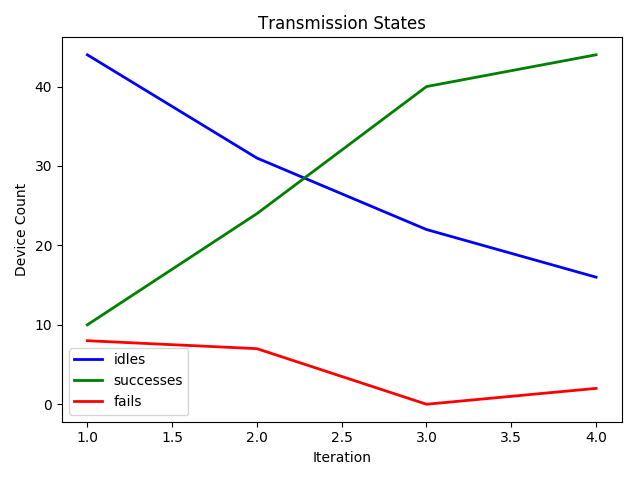 Transmission States
Device Count
40
30
20
10
0
idles
successes
fails
1.0 1.5 2.0 2.5 3.0 3.5 4.0
Iteration